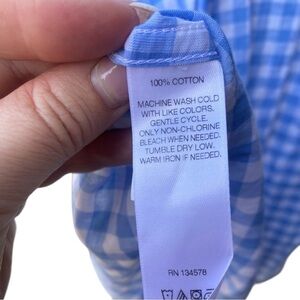 100% COTTON
MACHINE WASH COLD
WITH LIKE COLORS,
GENTLE CYCLE.
ONLY NON-CHLORINE
BLEACH WHEN NEEDED.
TUMBLE DRY LOW.
WARM IRON IF NEEDED.
RN 134578